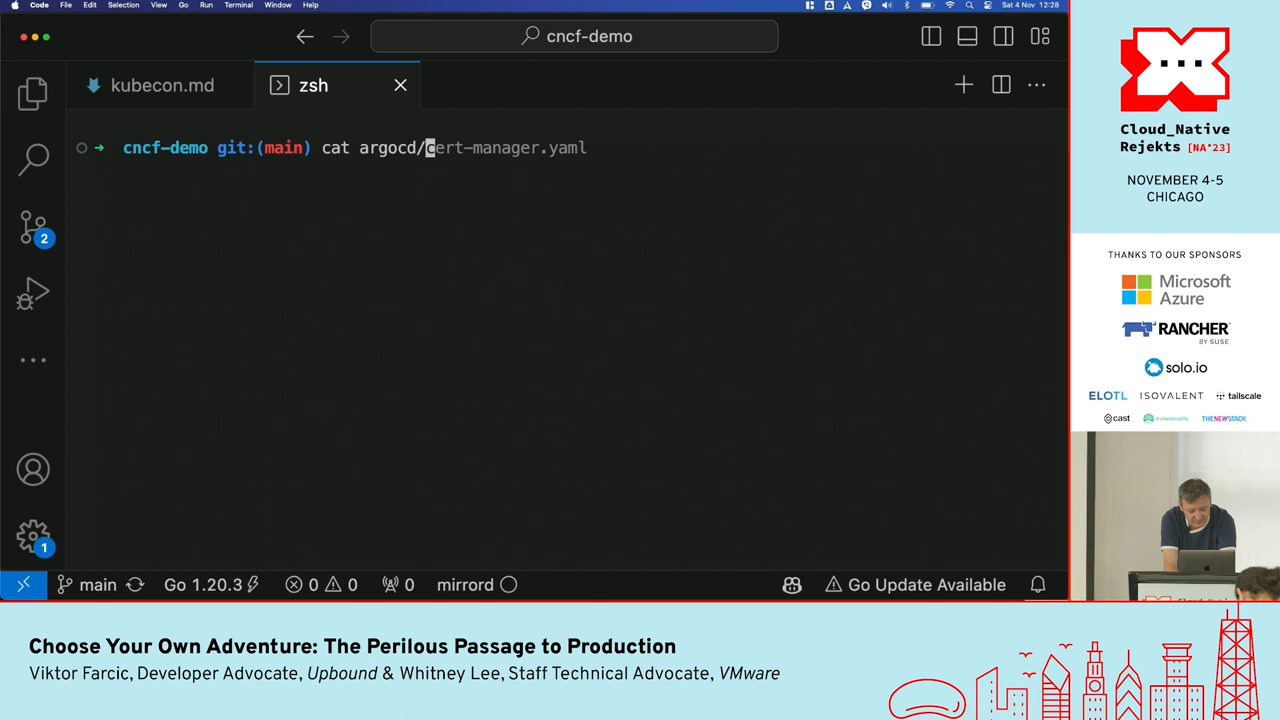 Code File Edit Selection View Go Run Terminal Window Help
Sat 4 Nov 12:28
cncf-demo
kubecon.md
zsh
cncf-demo git:(main) cat argocd/cert-manager.yaml
2
1
main
Go 1.20.3
0
0
0
mirrord
Go Update Available
Cloud_Native
Rejekts [NA'23]
NOVEMBER 4-5
CHICAGO
THANKS TO OUR SPONSORS
Microsoft
Azure
RANCHER
BY SUSE
solo.io
ELOTL
ISOVALENT
tailscale
cast
Kubesimplify
THENEWSTACK
Choose Your Own Adventure: The Perilous Passage to Production
Viktor Farcic, Developer Advocate, Upbound & Whitney Lee, Staff Technical Advocate, VMware